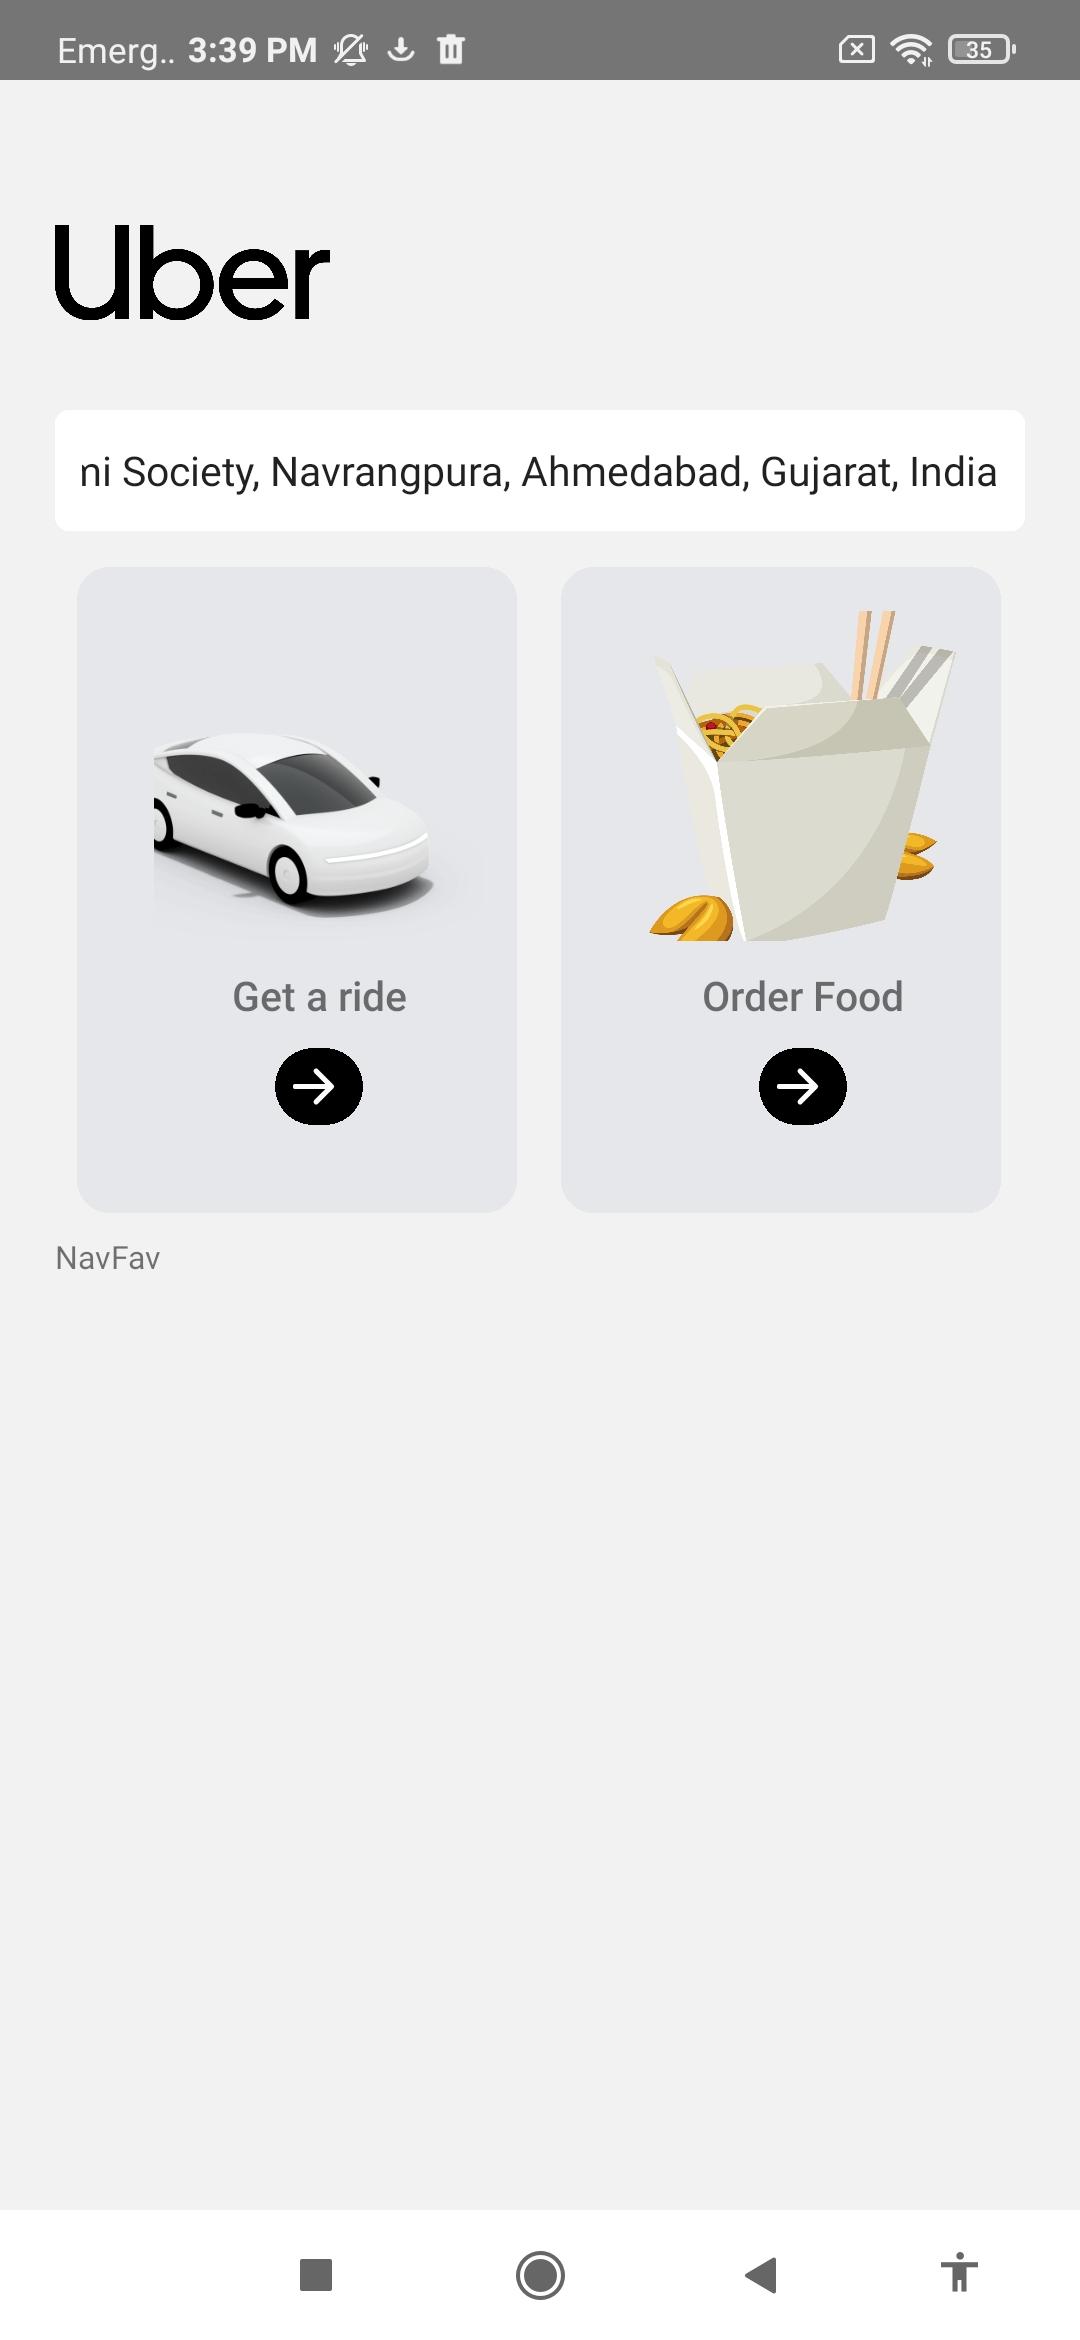 Emerg.. 3:39 PM 35
Uber
ni Society, Navrangpura, Ahmedabad, Gujarat, India
Get a ride
Order Food
NavFav